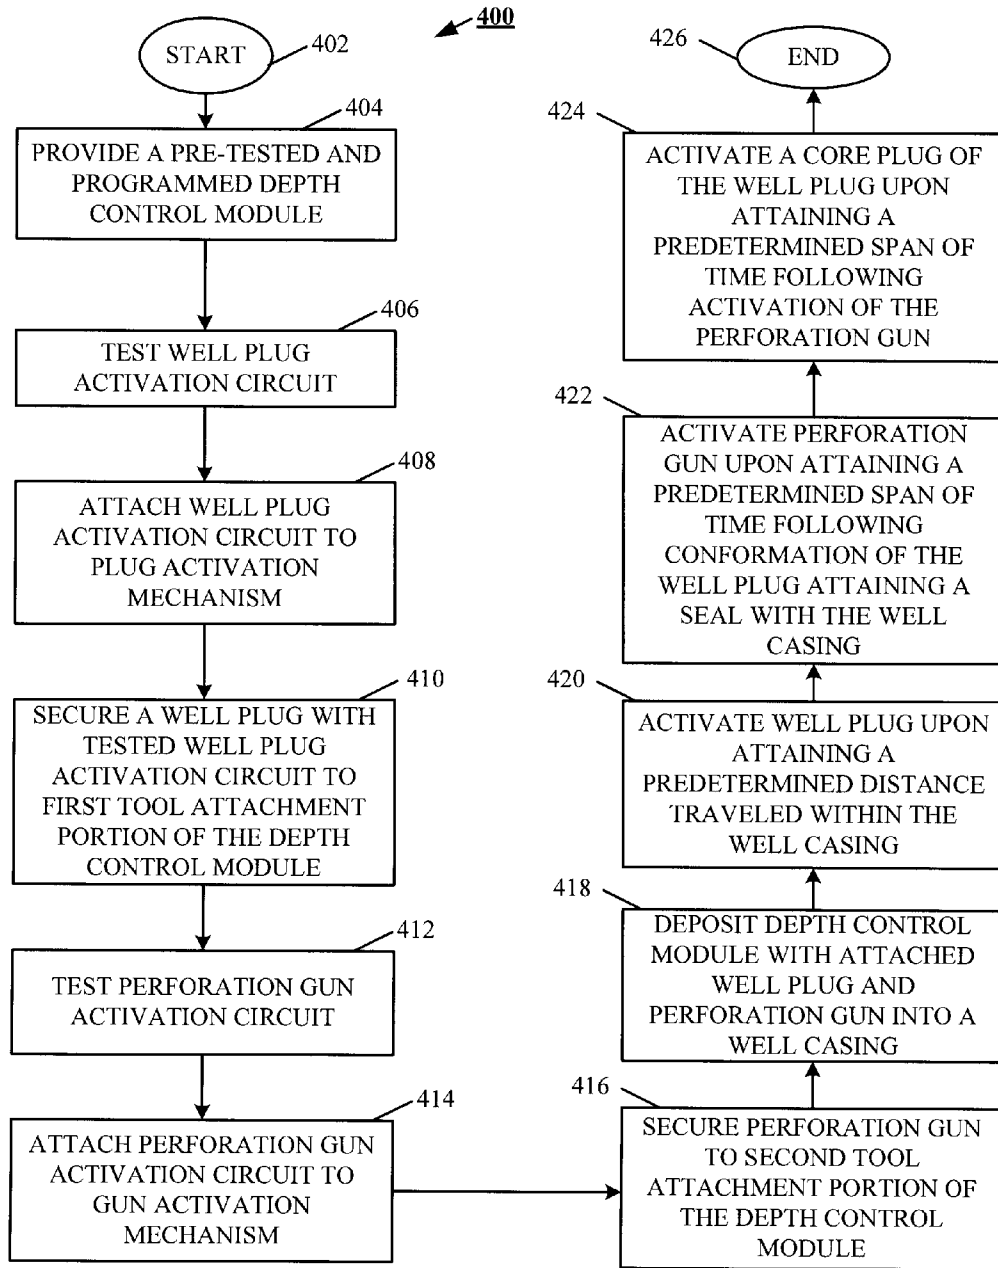 400
START
402
404
PROVIDE A PRE-TESTED AND
PROGRAMMED DEPTH
CONTROL MODULE
406
TEST WELL PLUG
ACTIVATION CIRCUIT
408
ATTACH WELL PLUG
ACTIVATION CIRCUIT TO
PLUG ACTIVATION
MECHANISM
410
SECURE A WELL PLUG WITH
TESTED WELL PLUG
ACTIVATION CIRCUIT TO
FIRST TOOL ATTACHMENT
PORTION OF THE DEPTH
CONTROL MODULE
412
TEST PERFORATION GUN
ACTIVATION CIRCUIT
414
ATTACH PERFORATION GUN
ACTIVATION CIRCUIT TO
GUN ACTIVATION
MECHANISM
416
SECURE PERFORATION GUN
TO SECOND TOOL
ATTACHMENT PORTION OF
THE DEPTH CONTROL
MODULE
418
DEPOSIT DEPTH CONTROL
MODULE WITH ATTACHED
WELL PLUG AND
PERFORATION GUN INTO A
WELL CASING
420
ACTIVATE WELL PLUG UPON
ATTAINING A
PREDETERMINED DISTANCE
TRAVELED WITHIN THE
WELL CASING
422
ACTIVATE PERFORATION
GUN UPON ATTAINING A
PREDETERMINED SPAN OF
TIME FOLLOWING
CONFORMATION OF THE
WELL PLUG ATTAINING A
SEAL WITH THE WELL
CASING
424
ACTIVATE A CORE PLUG OF
THE WELL PLUG UPON
ATTAINING A
PREDETERMINED SPAN OF
TIME FOLLOWING
ACTIVATION OF THE
PERFORATION GUN
426
END